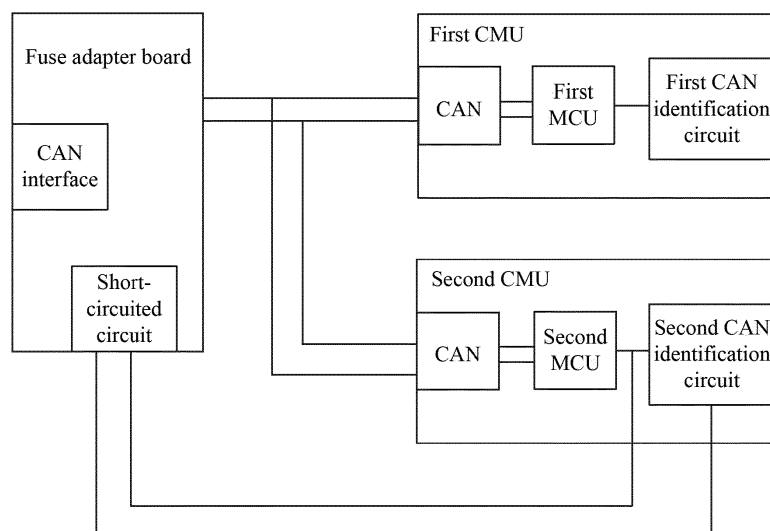 Fuse adapter board
CAN
interface
Short-
circuited
circuit
First CMU
CAN
First
MCU
First CAN
identification
circuit
Second CMU
CAN
Second
MCU
Second CAN
identification
circuit